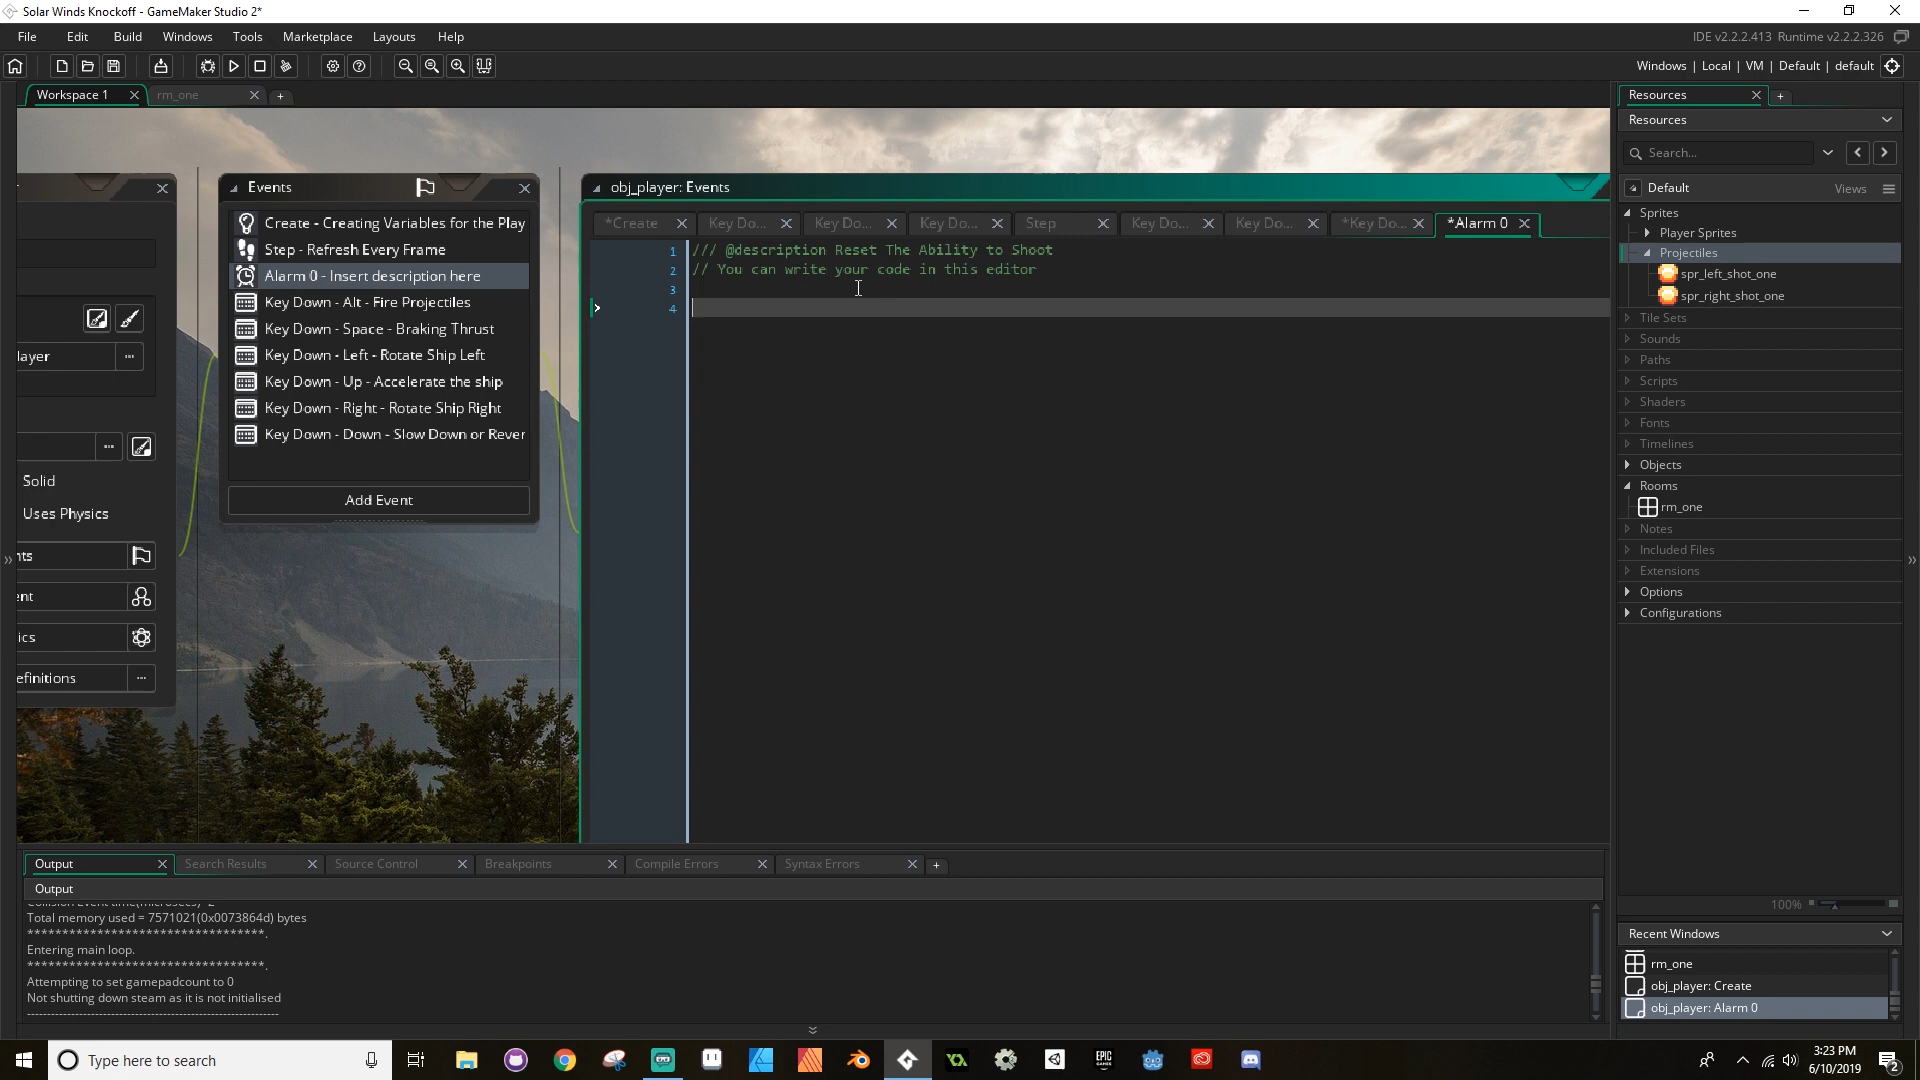 Solar Winds Knockoff - GameMaker Studio 2*
File Edit Build Windows Tools Marketplace Layouts Help
IDE v2.2.2.413 Runtime v2.2.2.326
Windows | Local | VM | Default | default
Workspace 1
rm_one
Events
Create - Creating Variables for the Play
Step - Refresh Every Frame
Alarm 0 - Insert description here
Key Down - Alt - Fire Projectiles
Key Down - Space - Braking Thrust
Key Down - Left - Rotate Ship Left
Key Down - Up - Accelerate the ship
Key Down - Right - Rotate Ship Right
Key Down - Down - Slow Down or Rever
Add Event
layer
Solid
Uses Physics
nts
ent
ics
efinitions
obj_player: Events
*Create Key Do... Key Do... Key Do... Step Key Do... Key Do... *Key Do... *Alarm 0
1 /// @description Reset The Ability to Shoot
2 // You can write your code in this editor
3
4
Resources
Resources
Search...
Default Views
Sprites
Player Sprites
Projectiles
spr_left_shot_one
spr_right_shot_one
Tile Sets
Sounds
Paths
Scripts
Shaders
Fonts
Timelines
Objects
Rooms
rm_one
Notes
Included Files
Extensions
Options
Configurations
100%
Recent Windows
rm_one
obj_player: Create
obj_player: Alarm 0
Output Search Results Source Control Breakpoints Compile Errors Syntax Errors
Output
Total memory used = 7571021(0x0073864d) bytes
**********************************.
Entering main loop.
**********************************.
Attempting to set gamepadcount to 0
Not shutting down steam as it is not initialised
------------------------------------------------------------
Type here to search
EPIC GAMES
3:23 PM
6/10/2019
2